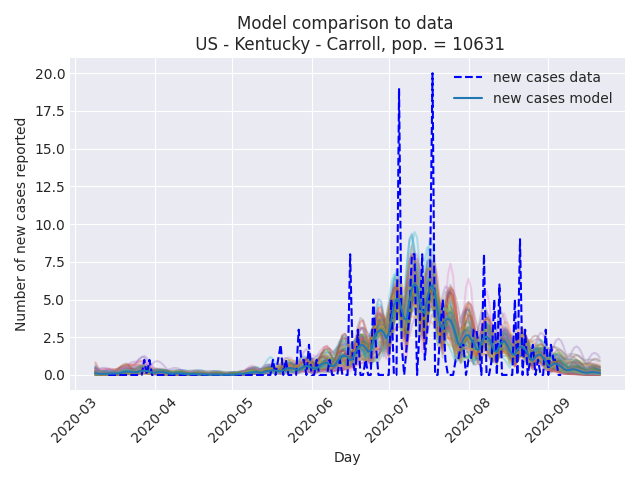 Model comparison to data
US - Kentucky - Carroll, pop. = 10631
new cases data
new cases model
Number of new cases reported
20.0
17.5
15.0
12.5
10.0
7.5
5.0
2.5
0.0
2020-03
2020-04
2020-05
2020-06
2020-07
2020-08
2020-09
Day